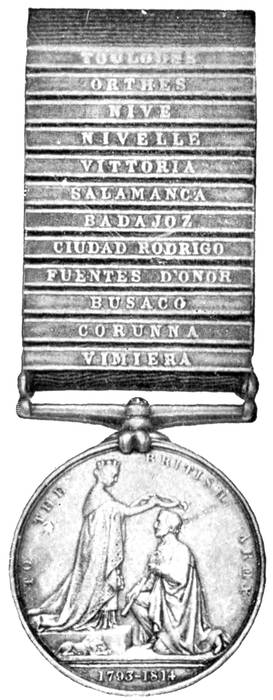 TOULOUSE
ORTHES
NIVE
NIVELLE
VITTORIA
SALAMANCA
BADAJOZ
CIUDAD RODRIGO
FUENTES D'ONOR
BUSACO
CORUNNA
VIMIERA
TO THE BRITISH ARMY
1793-1814